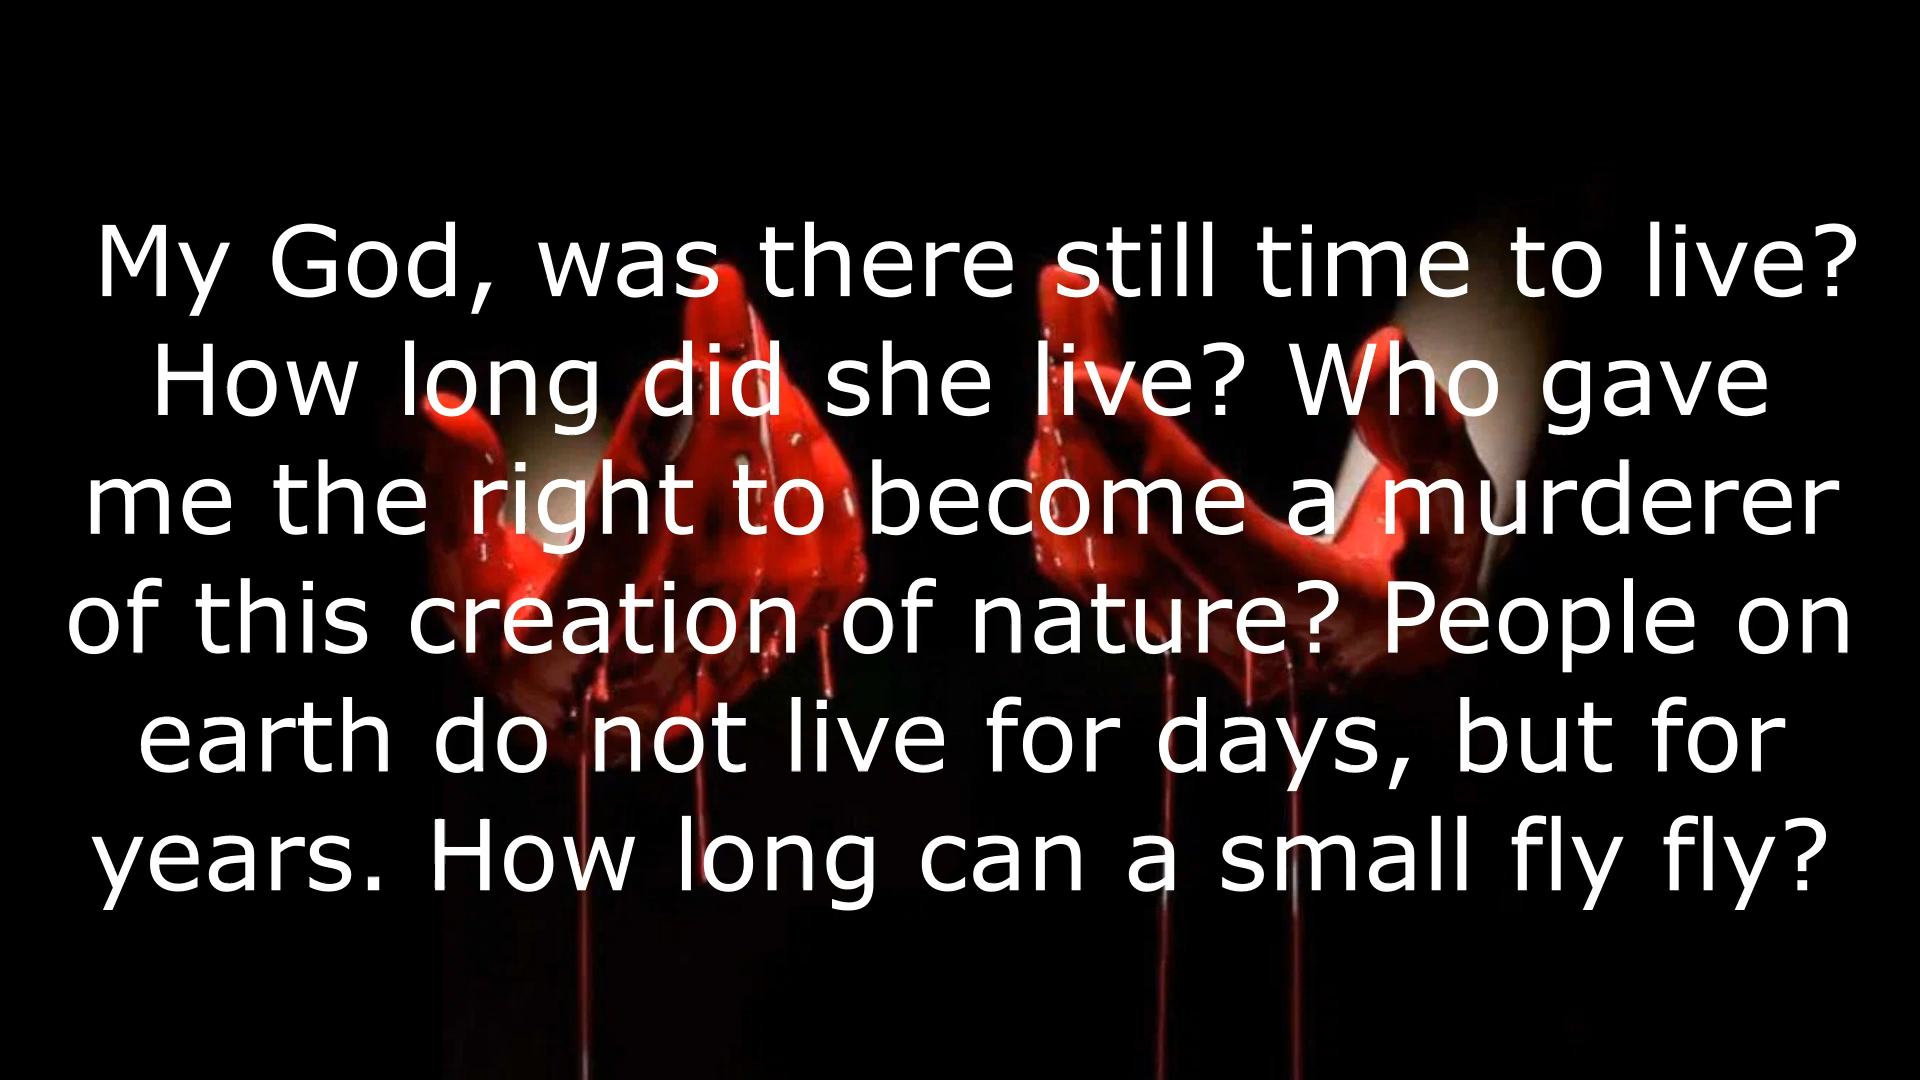 My God, was there still time to live?
How long did she live? Who gave
me the right to become a murderer
of this creation of nature? People on
earth do not live for days, but for
years. How long can a small fly fly?